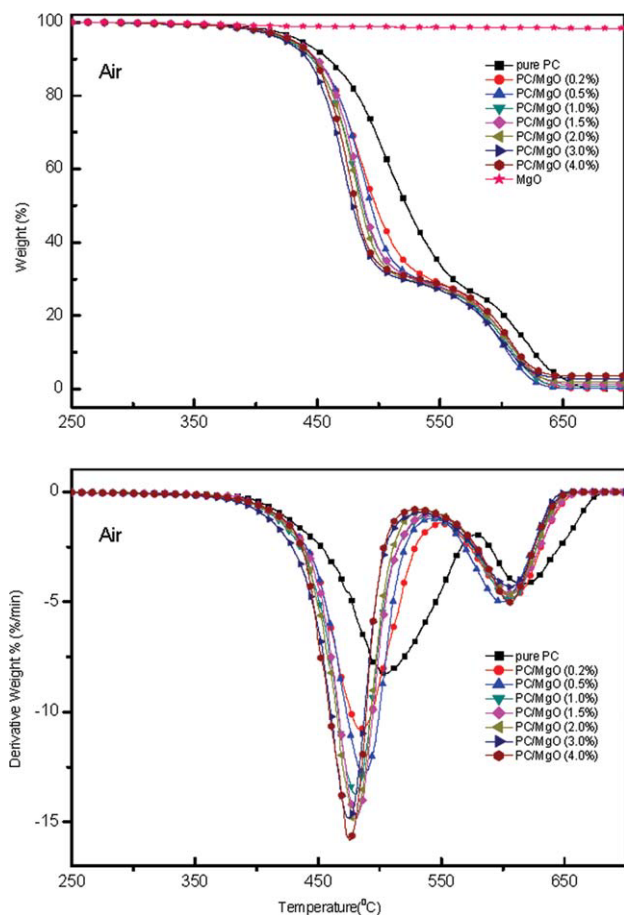 100
80
60
40
20
0
Weight (%)
Air
pure PC
PC/MgO (0.2%)
PC/MgO (0.5%)
PC/MgO (1.0%)
PC/MgO (1.5%)
PC/MgO (2.0%)
PC/MgO (3.0%)
PC/MgO (4.0%)
MgO
250 350 450 550 650
0
-5
-10
-15
Derivative Weight % (%/min)
Air
pure PC
PC/MgO (0.2%)
PC/MgO (0.5%)
PC/MgO (1.0%)
PC/MgO (1.5%)
PC/MgO (2.0%)
PC/MgO (3.0%)
PC/MgO (4.0%)
250 350 450 550 650
Temperature(⁰C)